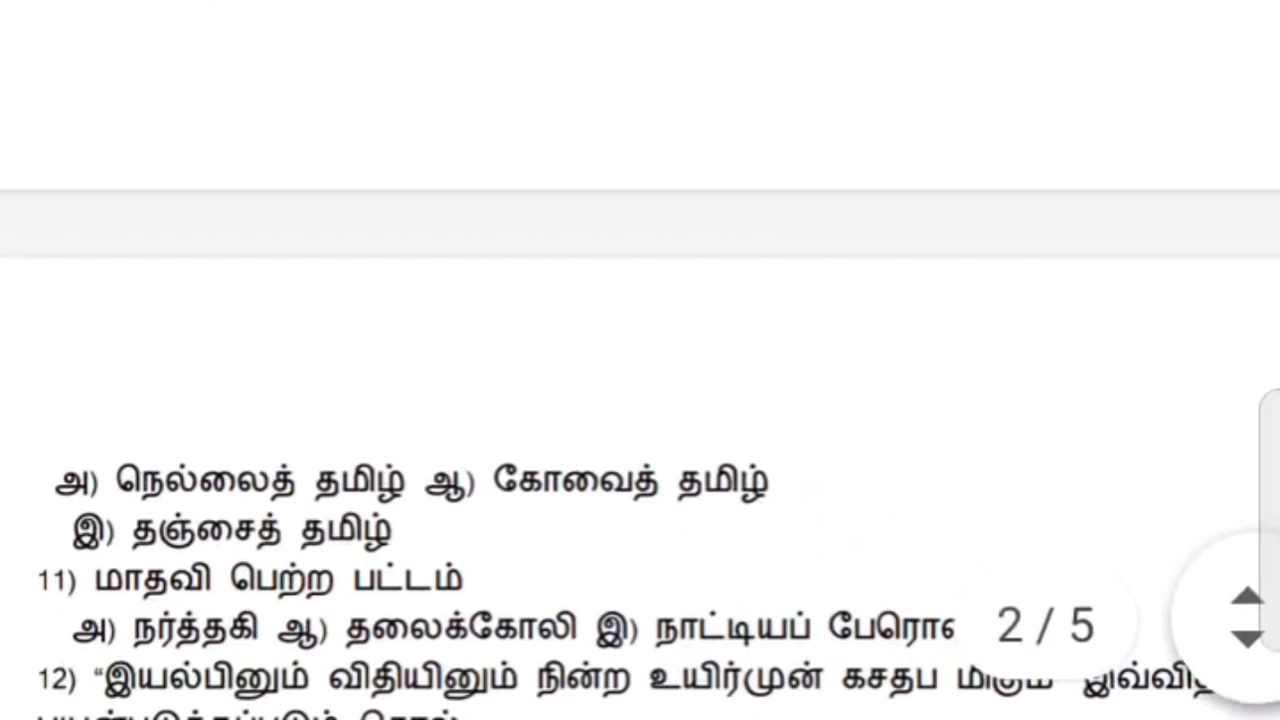 அ) நெல்லைத் தமிழ் ஆ) கோவைத் தமிழ்
இ) தஞ்சைத் தமிழ்
11) மாதவி பெற்ற பட்டம்
அ) நர்த்தகி ஆ) தலைக்கோலி இ) நாட்டியப்
2 / 5
12) “இயல்பினும் விதியினும் நின்ற உயிர்முன் கசதப மிகும்”